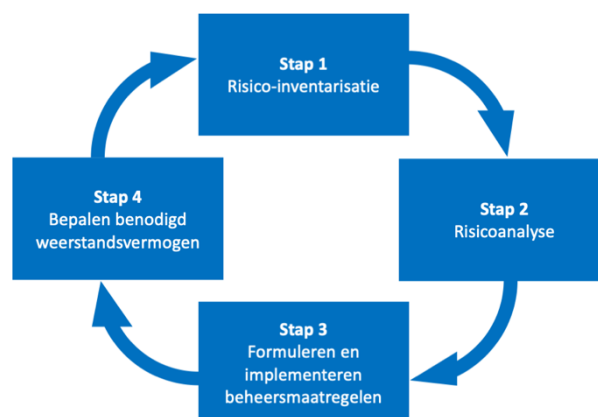 Stap 1
Risico-inventarisatie
Stap 2
Risicoanalyse
Stap 3
Formuleren en
implementeren
beheersmaatregelen
Stap 4
Bepalen benodigd
weerstandsvermogen